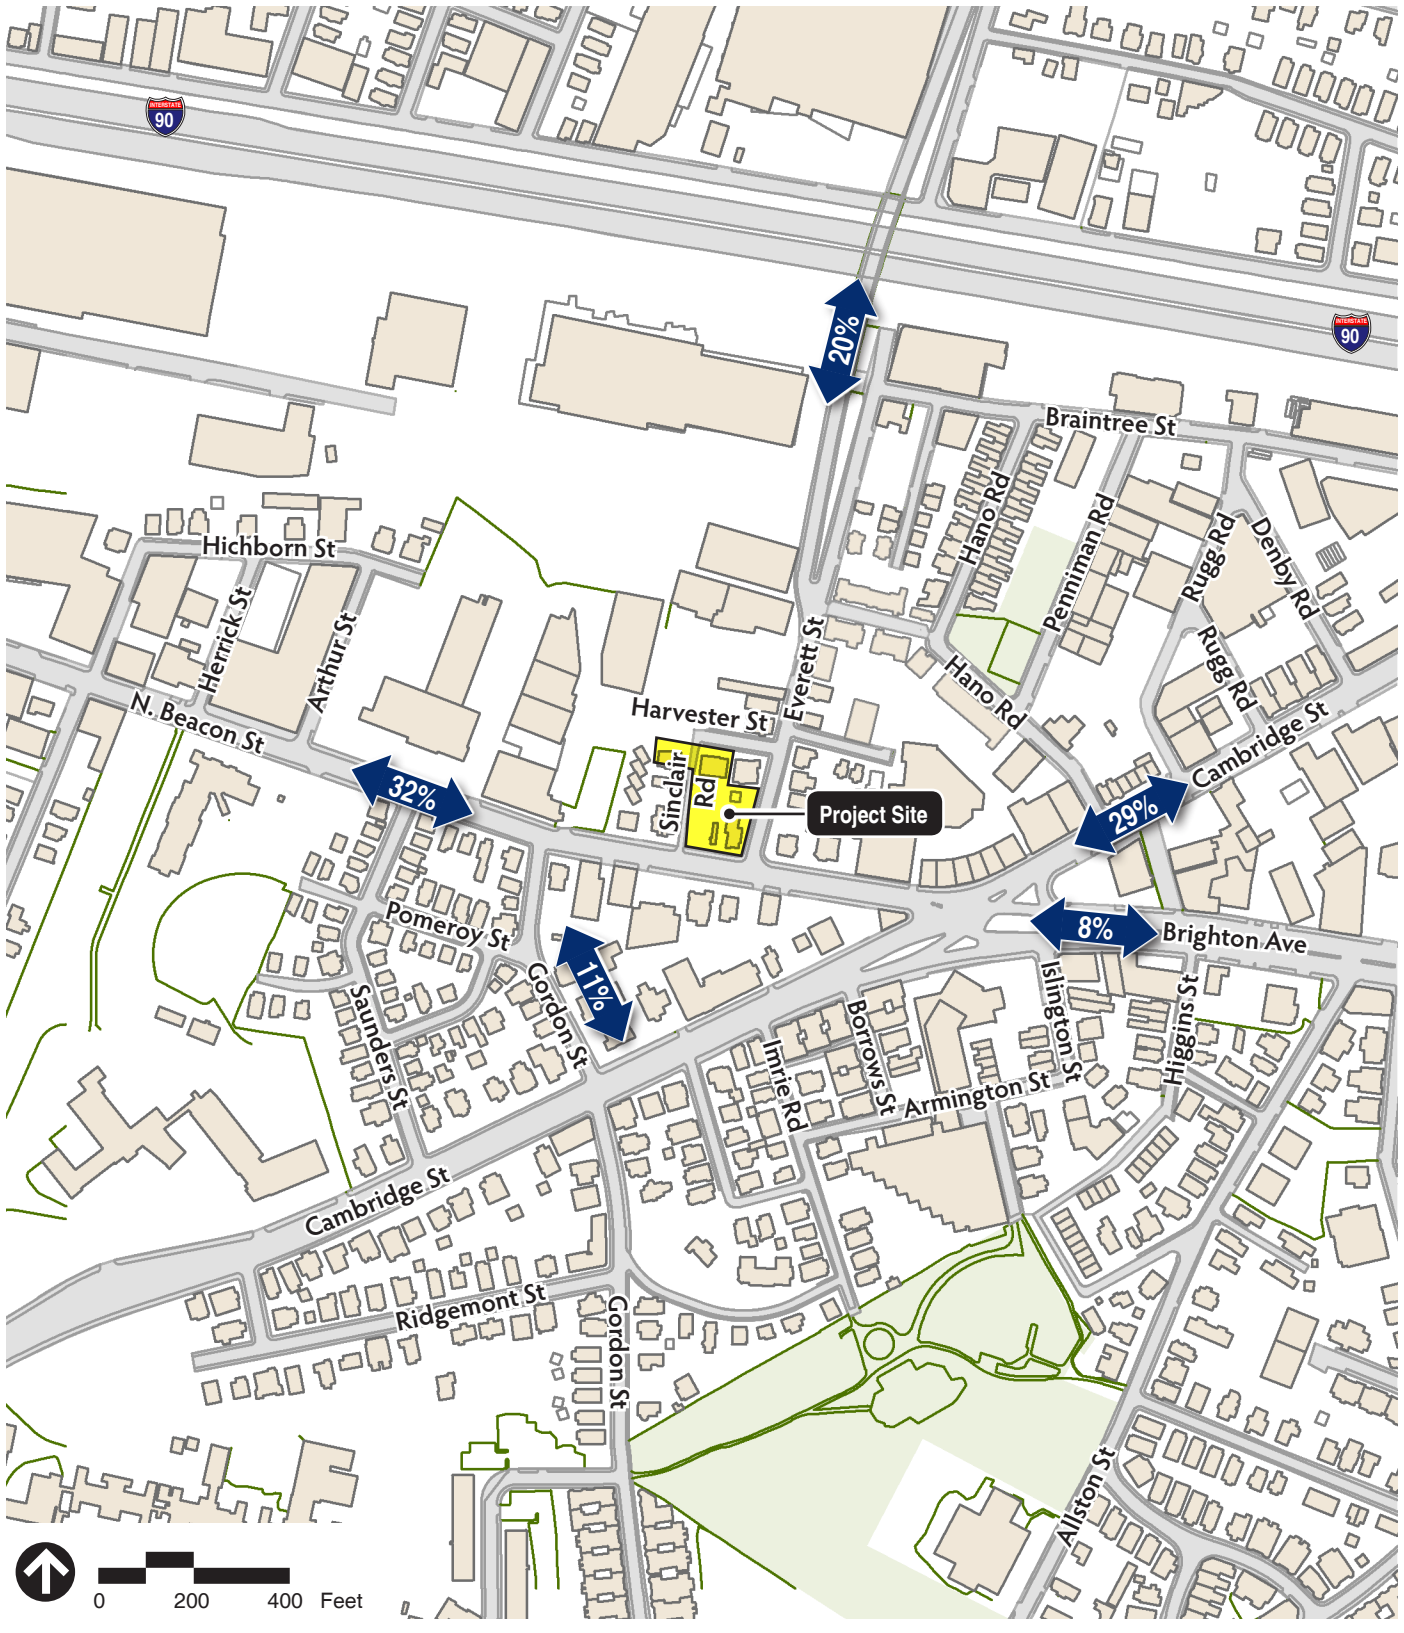 INTERSTATE
90
INTERSTATE
90
20%
Braintree St
Hano Rd
Penniman Rd
Rugg Rd
Denby Rd
Hichborn St
Herrick St
Arthur St
Everett St
Hano Rd
Rugg Rd
N. Beacon St
Harvester St
Cambridge St
Sinclair
Rd
32%
29%
Project Site
Pomeroy St
8%
Brighton Ave
11%
Gordon St
Saunders St
Islington St
Higgins St
Borrows St
Imrie Rd
Armington St
Cambridge St
Ridgemont St
Gordon St
Allston St
0 200 400 Feet